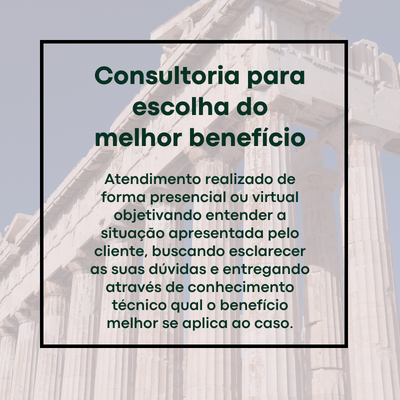 Consultoria para
escolha do
melhor benefício
Atendimento realizado de
forma presencial ou virtual
objetivando entender a
situação apresentada pelo
cliente, buscando esclarecer
as suas dúvidas e entregando
através de conhecimento
técnico qual o benefício
melhor se aplica ao caso.